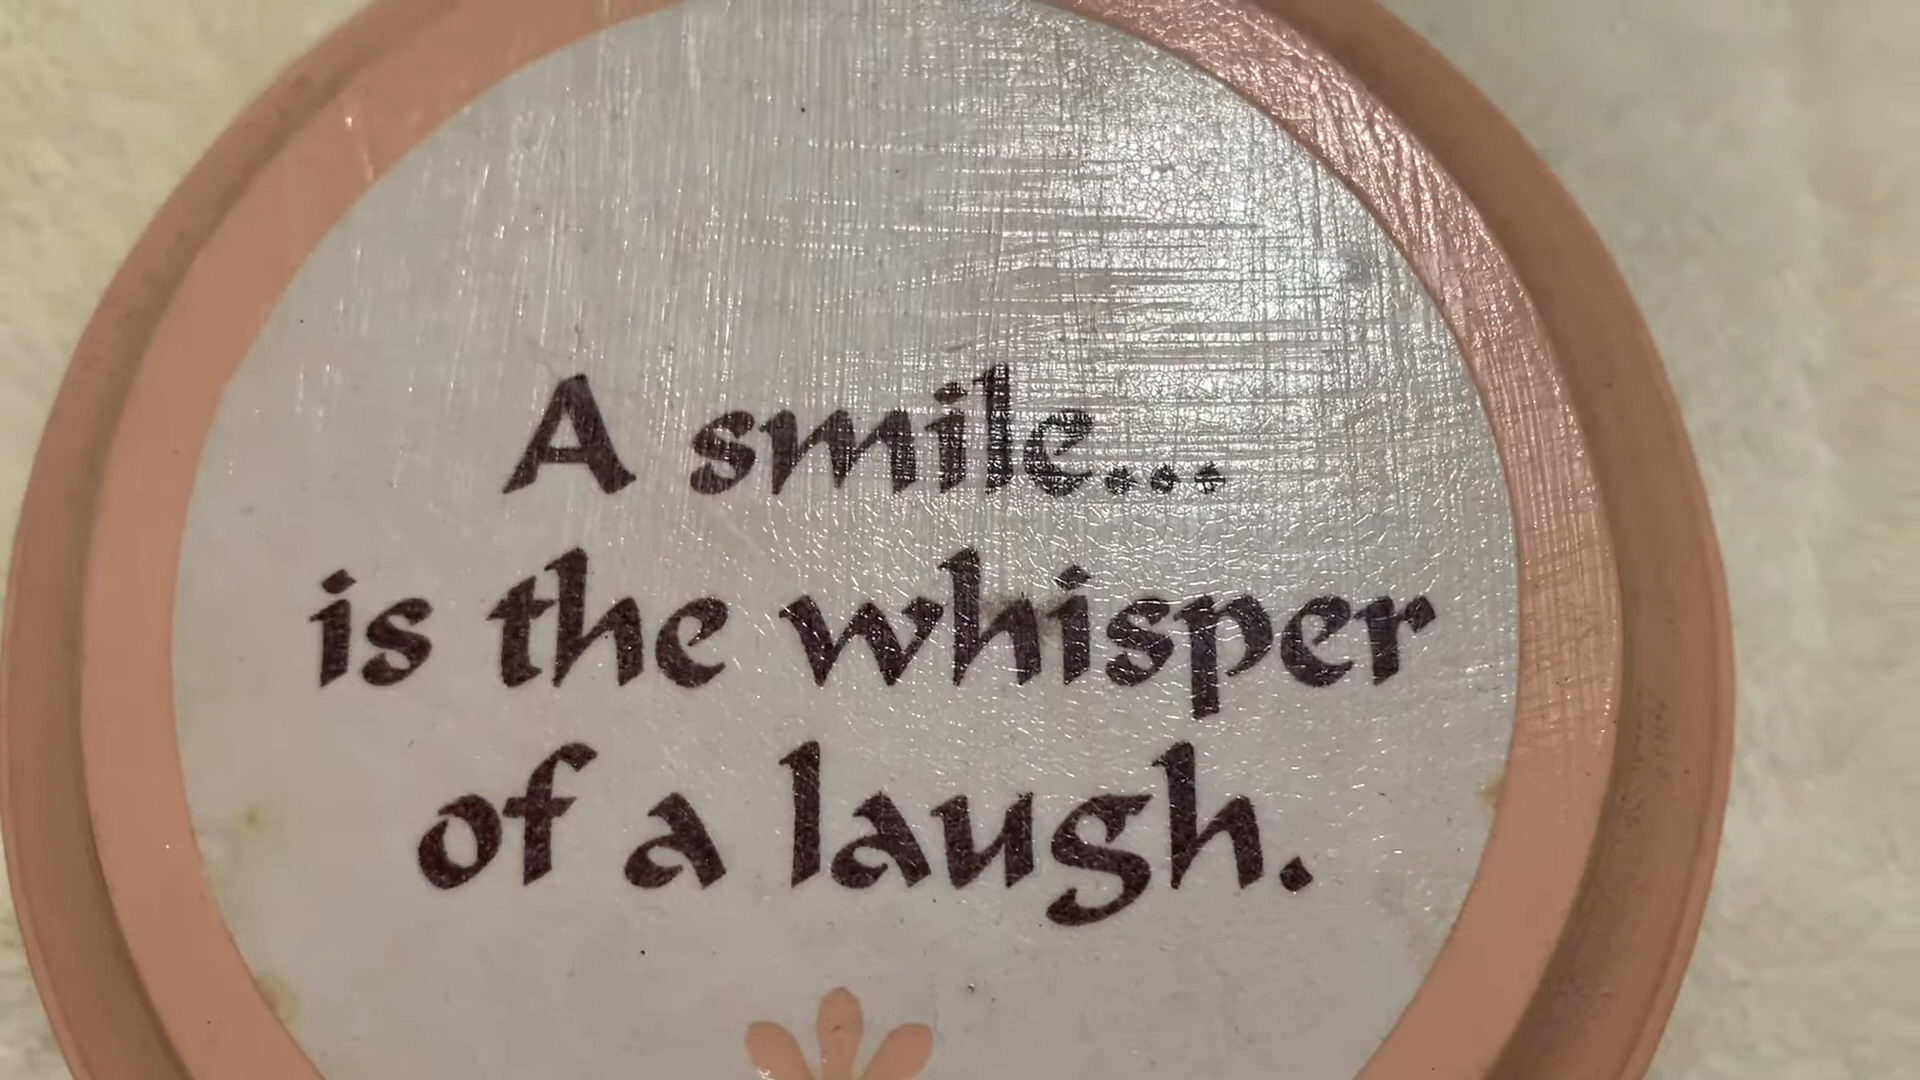 A smile...
is the whisper
of a laugh.